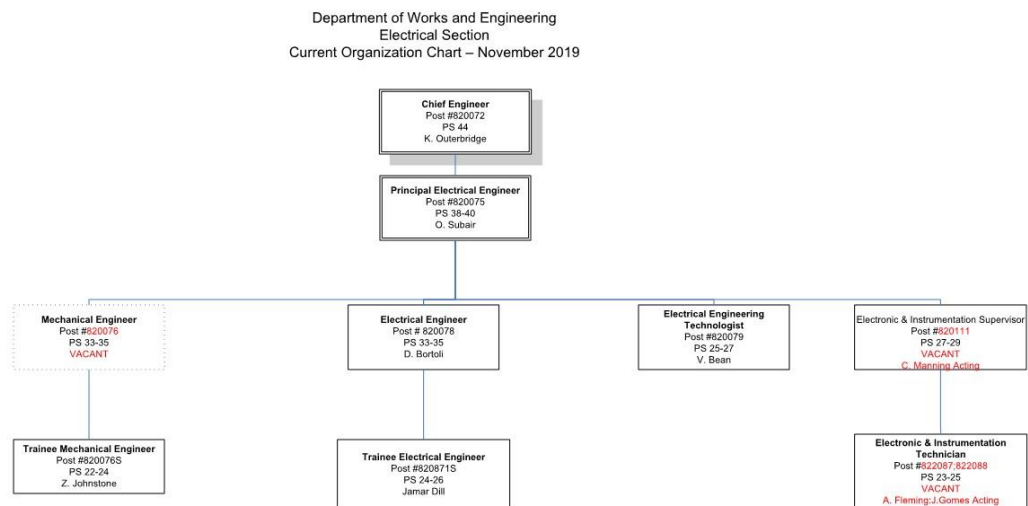 Department of Works and Engineering
Electrical Section
Current Organization Chart – November 2019
Chief Engineer
Post #820072
PS 44
K. Outerbridge
Principal Electrical Engineer
Post #820075
PS 38-40
O. Subair
Mechanical Engineer
Post #820076
PS 33-35
VACANT
Electrical Engineer
Post # 820078
PS 33-35
D. Bortoli
Electrical Engineering
Technologist
Post #820079
PS 25-27
V. Bean
Electronic & Instrumentation Supervisor
Post #820111
PS 27-29
VACANT
C. Manning Acting
Trainee Mechanical Engineer
Post #820076S
PS 22-24
Z. Johnstone
Trainee Electrical Engineer
Post #820871S
PS 24-26
Jamar Dill
Electronic & Instrumentation
Technician
Post #822087;822088
PS 23-25
VACANT
A. Fleming:J.Gomes Acting